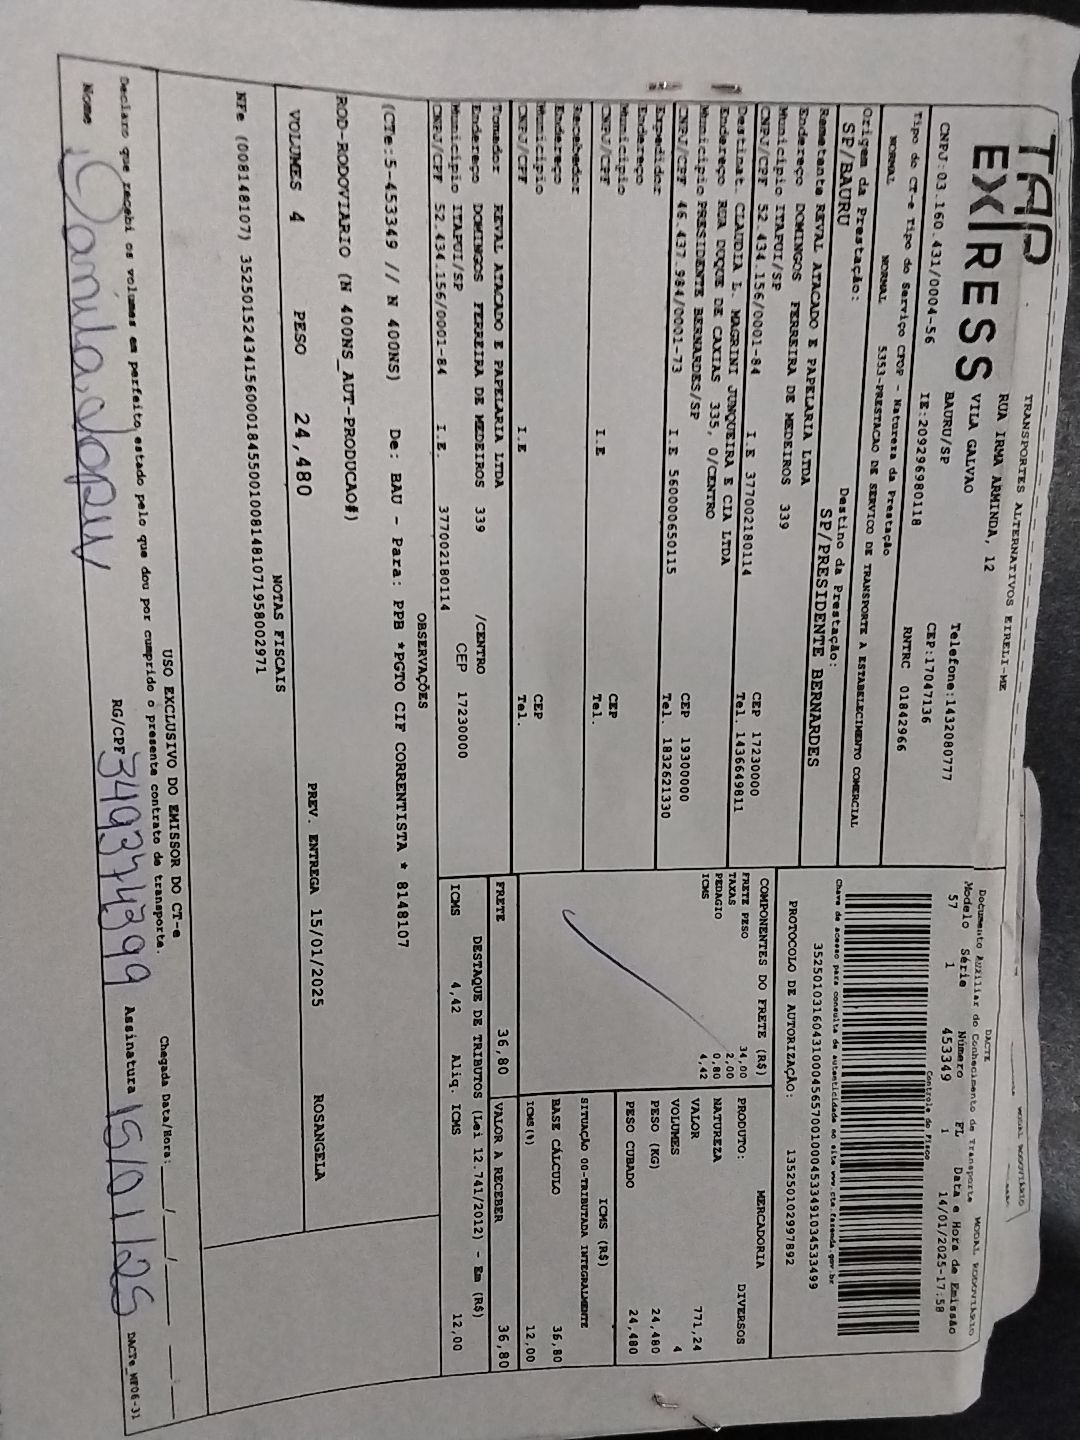 TAP
EX|RESS
TRANSPORTES ALTERNATIVOS EIRELI-ME
RUA IRMA ARMINDA, 12
VILA GALVAO
BAURU/SP
Telefone:1432080777
CEP:17047136
CNPJ:03.160.431/0004-56 IE:209296980118 RNTRC 01842966
Tipo do CT-e Tipo do Serviço CFOP - Natureza da Prestação
NORMAL NORMAL 5353-PRESTACAO DE SERVICO DE TRANSPORTE A ESTABELECIMENTO COMERCIAL
Origem da Prestação: Destino da Prestação:
SP/BAURU SP/PRESIDENTE BERNARDES
Remetente REVAL ATACADO E PAPELARIA LTDA
Endereço DOMINGOS FERREIRA DE MEDEIROS 339
Município ITAPUI/SP CEP 17230000
CNPJ/CPF 52.434.156/0001-84 I.E 377002180114 Tel. 1436649811
Destinat. CLAUDIA L. MAGRINI JUNQUEIRA E CIA LTDA
Endereço RUA DUQUE DE CAXIAS 335, 0/CENTRO
Município PRESIDENTE BERNARDES/SP CEP 19300000
CNPJ/CPF 46.437.984/0001-73 I.E 560000650115 Tel. 1832621330
Expedidor
Endereço
Município CEP
CNPJ/CPF I.E Tel.
Recebedor
Endereço
Município CEP
CNPJ/CPF I.E Tel.
Tomador REVAL ATACADO E PAPELARIA LTDA
Endereço DOMINGOS FERREIRA DE MEDEIROS 339 /CENTRO
Município ITAPUI/SP CEP 17230000
CNPJ/CPF 52.434.156/0001-84 I.E. 377002180114
DACTE MODAL RODOVIÁRIO
Documento Auxiliar do Conhecimento de Transporte MODAL RODOVIÁRIO
Modelo Série Número FL Data e Hora de Emissão
57 1 453349 1 14/01/2025-17:58
Controle do Fisco
Chave de acesso para consulta de autenticidade no site www.cte.fazenda.gov.br
35250103160431000456570010004533491034533499
PROTOCOLO DE AUTORIZAÇÃO: 135250102997892
COMPONENTES DO FRETE (R$)
FRETE PESO 34,00
TAXAS 2,00
PEDAGIO 0,80
ICMS 4,42
MERCADORIA
PRODUTO: DIVERSOS
NATUREZA
VALOR 771,24
VOLUMES 4
PESO (KG) 24,480
PESO CUBADO 24,480
ICMS (R$)
SITUAÇÃO 00-TRIBUTADA INTEGRALMENTE
BASE CÁLCULO 36,80
ICMS(%) 12,00
FRETE 36,80 VALOR A RECEBER 36,80
DESTAQUE DE TRIBUTOS (Lei 12.741/2012) - Em (R$)
ICMS 4,42 Aliq. ICMS 12,00
OBSERVAÇÕES
(CTe:5-453349 // N 400NS) De: BAU - Para: PPB *PGTO CIF CORRENTISTA * 8148107
ROD-RODOVIARIO (N 400NS_AUT-PRODUCAO#)
VOLUMES 4 PESO 24,480 PREV. ENTREGA 15/01/2025 ROSANGELA
NOTAS FISCAIS
NFe (008148107) 35250152434156000184550010081481071958002971
USO EXCLUSIVO DO EMISSOR DO CT-e
Declaro que recebi os volumes em perfeito estado pelo que dou por cumprido o presente contrato de transporte. Chegada Data/Hora: ___/___/___
Nome RG/CPF 34937474399 Assinatura 15/01/25
DACTe_MP06-31